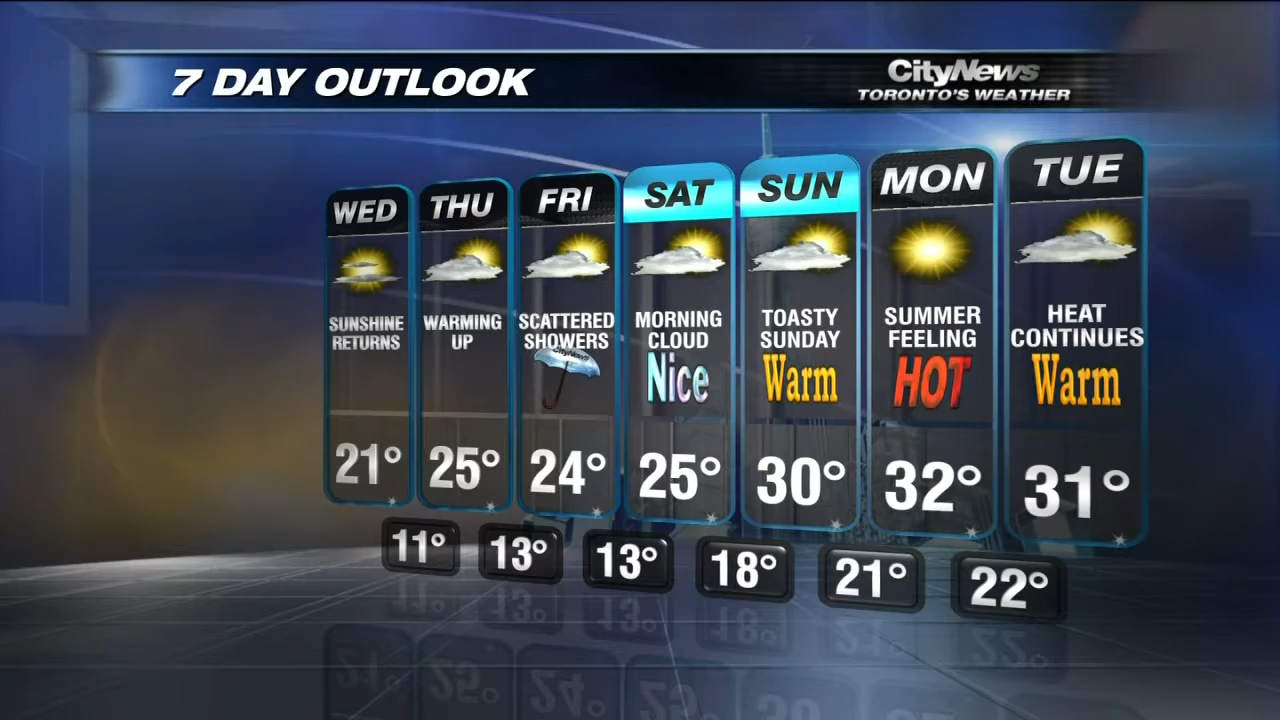 7 DAY OUTLOOK
CityNews
TORONTO'S WEATHER
WED
SUNSHINE
RETURNS
21°
THU
WARMING
UP
25°
FRI
SCATTERED
SHOWERS
CityNews
24°
SAT
MORNING
CLOUD
Nice
25°
SUN
TOASTY
SUNDAY
Warm
30°
MON
SUMMER
FEELING
HOT
32°
TUE
HEAT
CONTINUES
Warm
31°
11°
13°
13°
18°
21°
22°